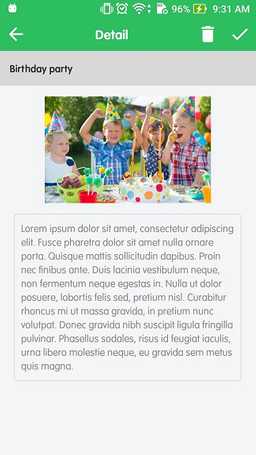 96% 9:31 AM
Detail
Birthday party
Lorem ipsum dolor sit amet, consectetur adipiscing
elit. Fusce pharetra dolor sit amet nulla ornare
porta. Quisque mattis sollicitudin dapibus. Proin
nec finibus ante. Duis lacinia vestibulum neque,
non fermentum neque egestas in. Nulla ut dolor
posuere, lobortis felis sed, pretium nisl. Curabitur
rhoncus mi ut massa gravida, in pretium nunc
volutpat. Donec gravida nibh suscipit ligula fringilla
pulvinar. Phasellus sodales, risus id feugiat iaculis,
urna libero molestie neque, eu gravida sem metus
quis magna.